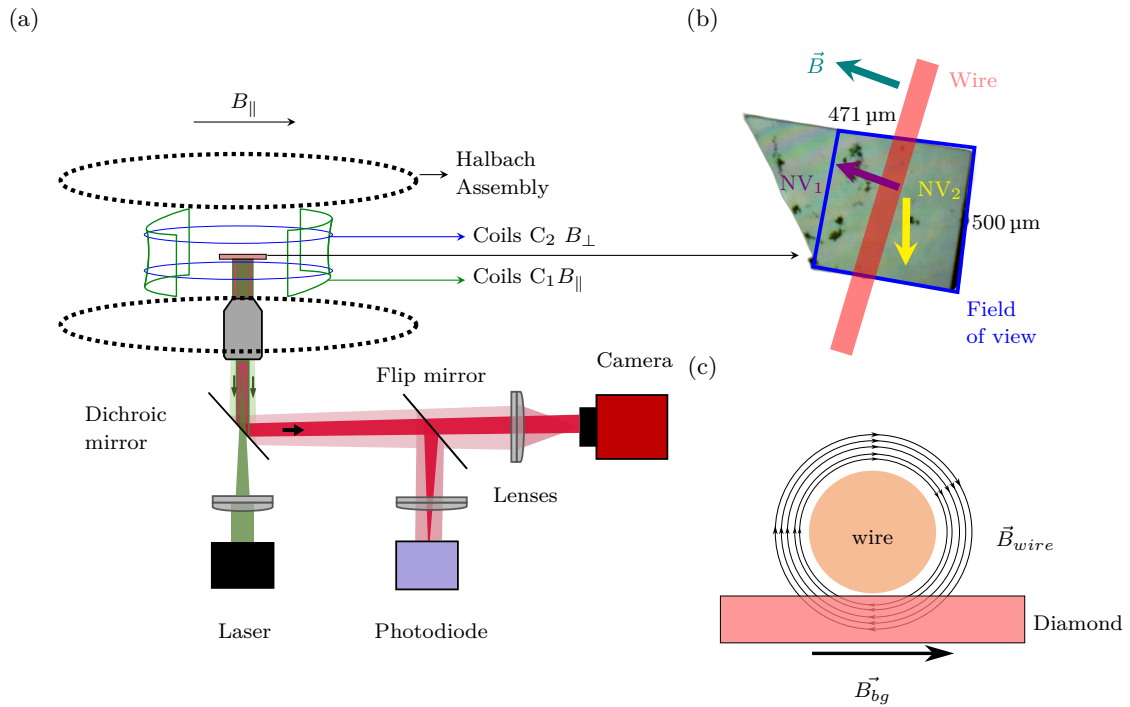 (a)
B∥
Halbach
Assembly
Coils C₂ B⊥
Coils C₁B∥
Camera
Flip mirror
Dichroic
mirror
Lenses
Laser
Photodiode
(b)
B⃗
Wire
471 µm
NV₁
NV₂
500 µm
Field
of view
(c)
wire
B⃗wire
Diamond
B⃗bg